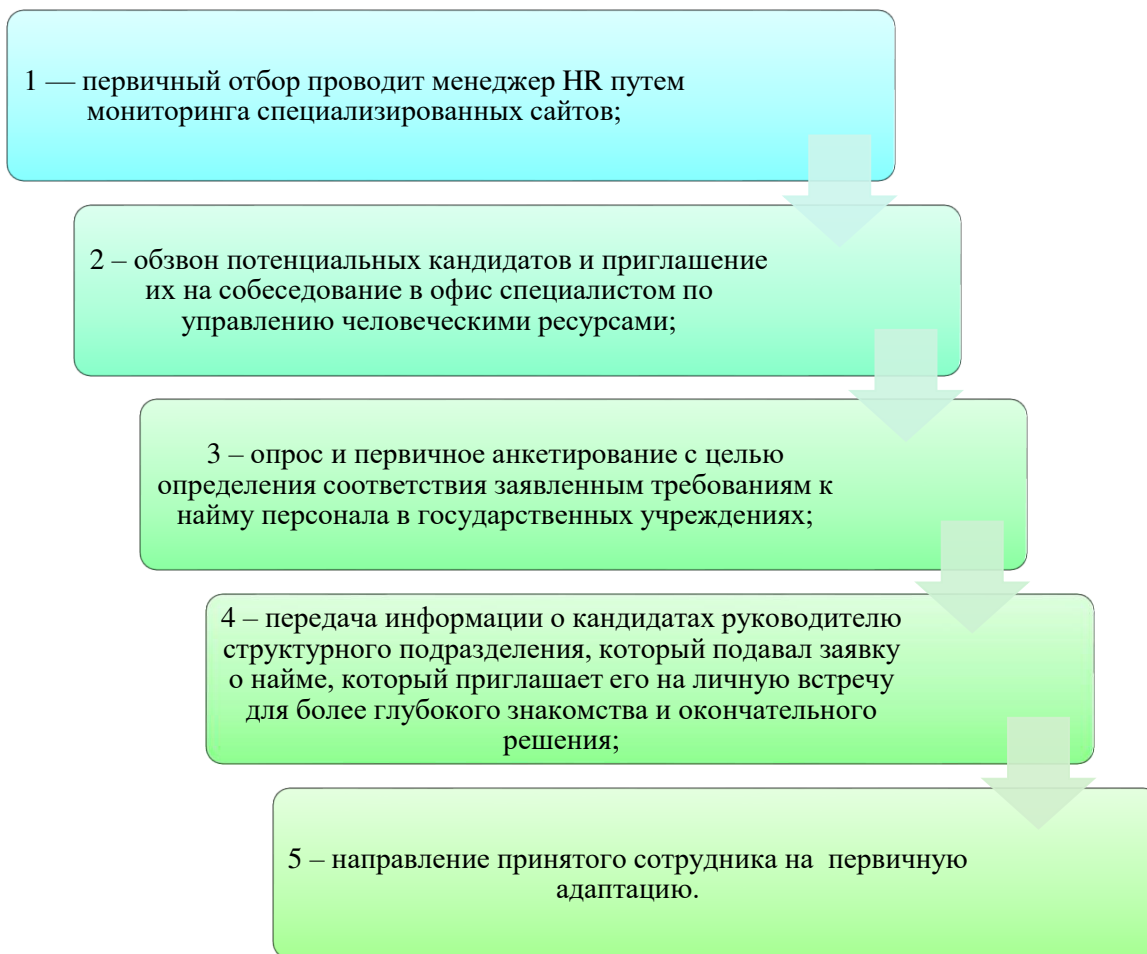 1 — первичный отбор проводит менеджер HR путем
мониторинга специализированных сайтов;
2 – обзвон потенциальных кандидатов и приглашение
их на собеседование в офис специалистом по
управлению человеческими ресурсами;
3 – опрос и первичное анкетирование с целью
определения соответствия заявленным требованиям к
найму персонала в государственных учреждениях;
4 – передача информации о кандидатах руководителю
структурного подразделения, который подавал заявку
о найме, который приглашает его на личную встречу
для более глубокого знакомства и окончательного
решения;
5 – направление принятого сотрудника на  первичную
адаптацию.